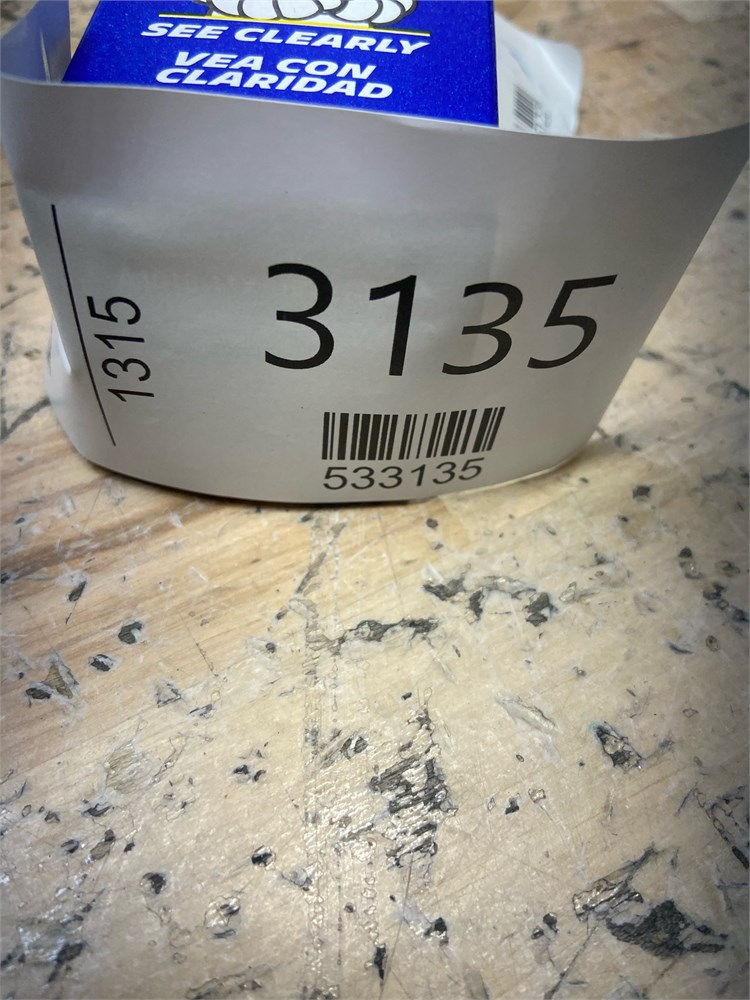 SEE CLEARLY
VEA CON
CLARIDAD
1315
3135
533135